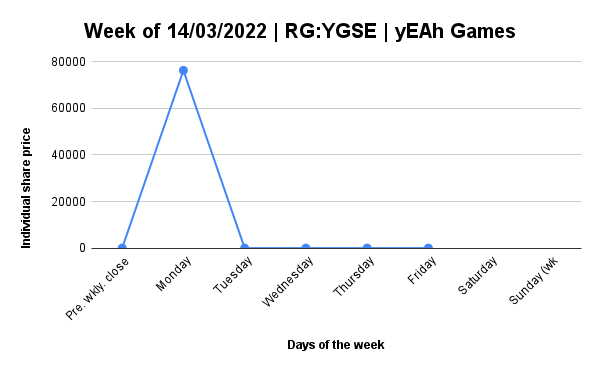 Week of 14/03/2022 | RG:YGSE | yEAh Games
80000
60000
40000
20000
0
Individual share price
Pre. wkly. close
Monday
Tuesday
Wednesday
Thursday
Friday
Saturday
Sunday (wk
Days of the week